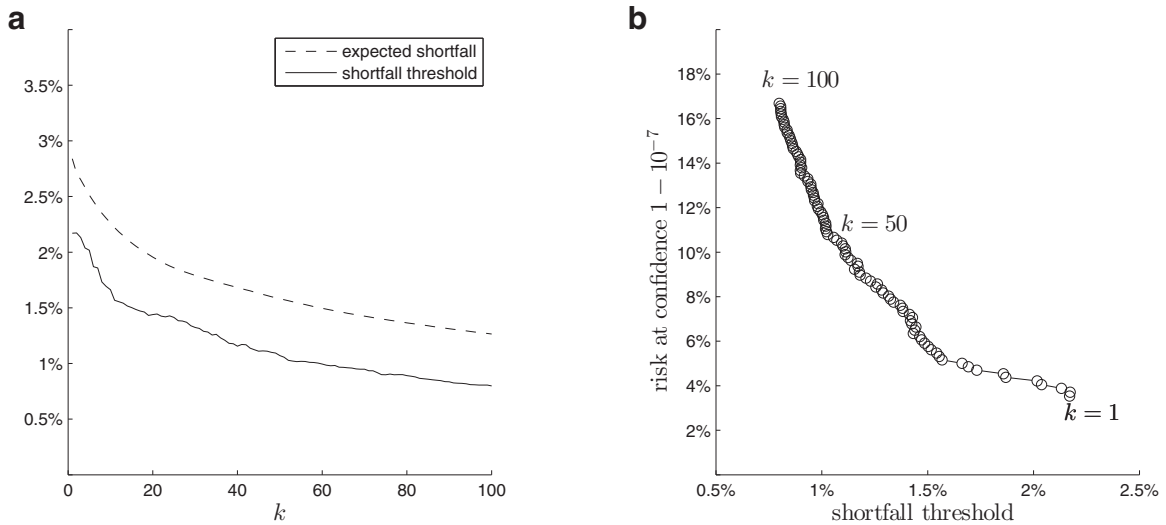 a
expected shortfall
shortfall threshold
3.5%
3%
2.5%
2%
1.5%
1%
0.5%
0 20 40 60 80 100
k
b
risk at confidence 1 − 10⁻⁷
18%
16%
14%
12%
10%
8%
6%
4%
2%
k = 100
k = 50
k = 1
0.5% 1% 1.5% 2% 2.5%
shortfall threshold